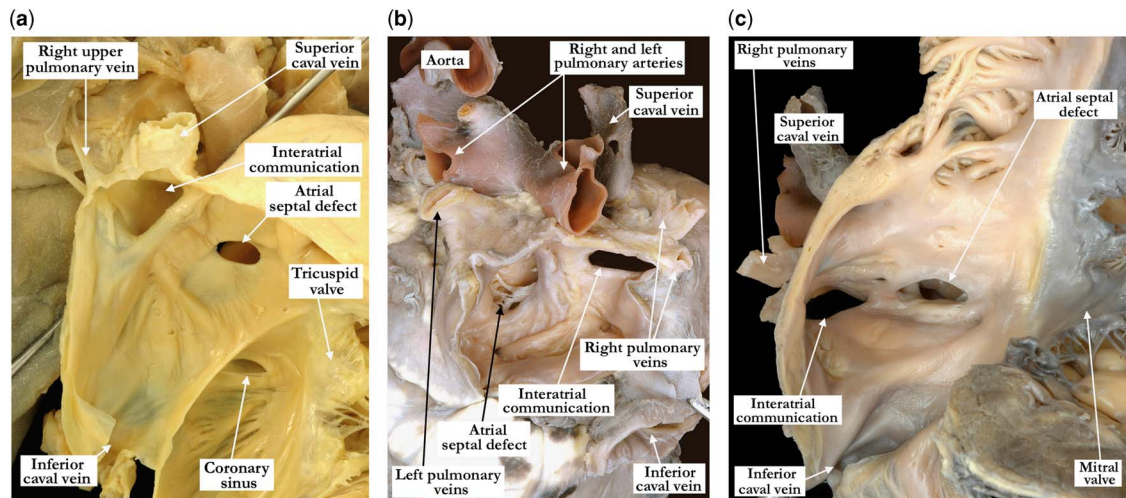 (a)
Right upper
pulmonary vein
Superior
caval vein
Interatrial
communication
Atrial
septal defect
Tricuspid
valve
Inferior
caval vein
Coronary
sinus
(b)
Aorta
Right and left
pulmonary arteries
Superior
caval vein
Right pulmonary
veins
Interatrial
communication
Atrial
septal defect
Left pulmonary
veins
Inferior
caval vein
(c)
Right pulmonary
veins
Superior
caval vein
Atrial septal
defect
Interatrial
communication
Inferior
caval vein
Mitral
valve